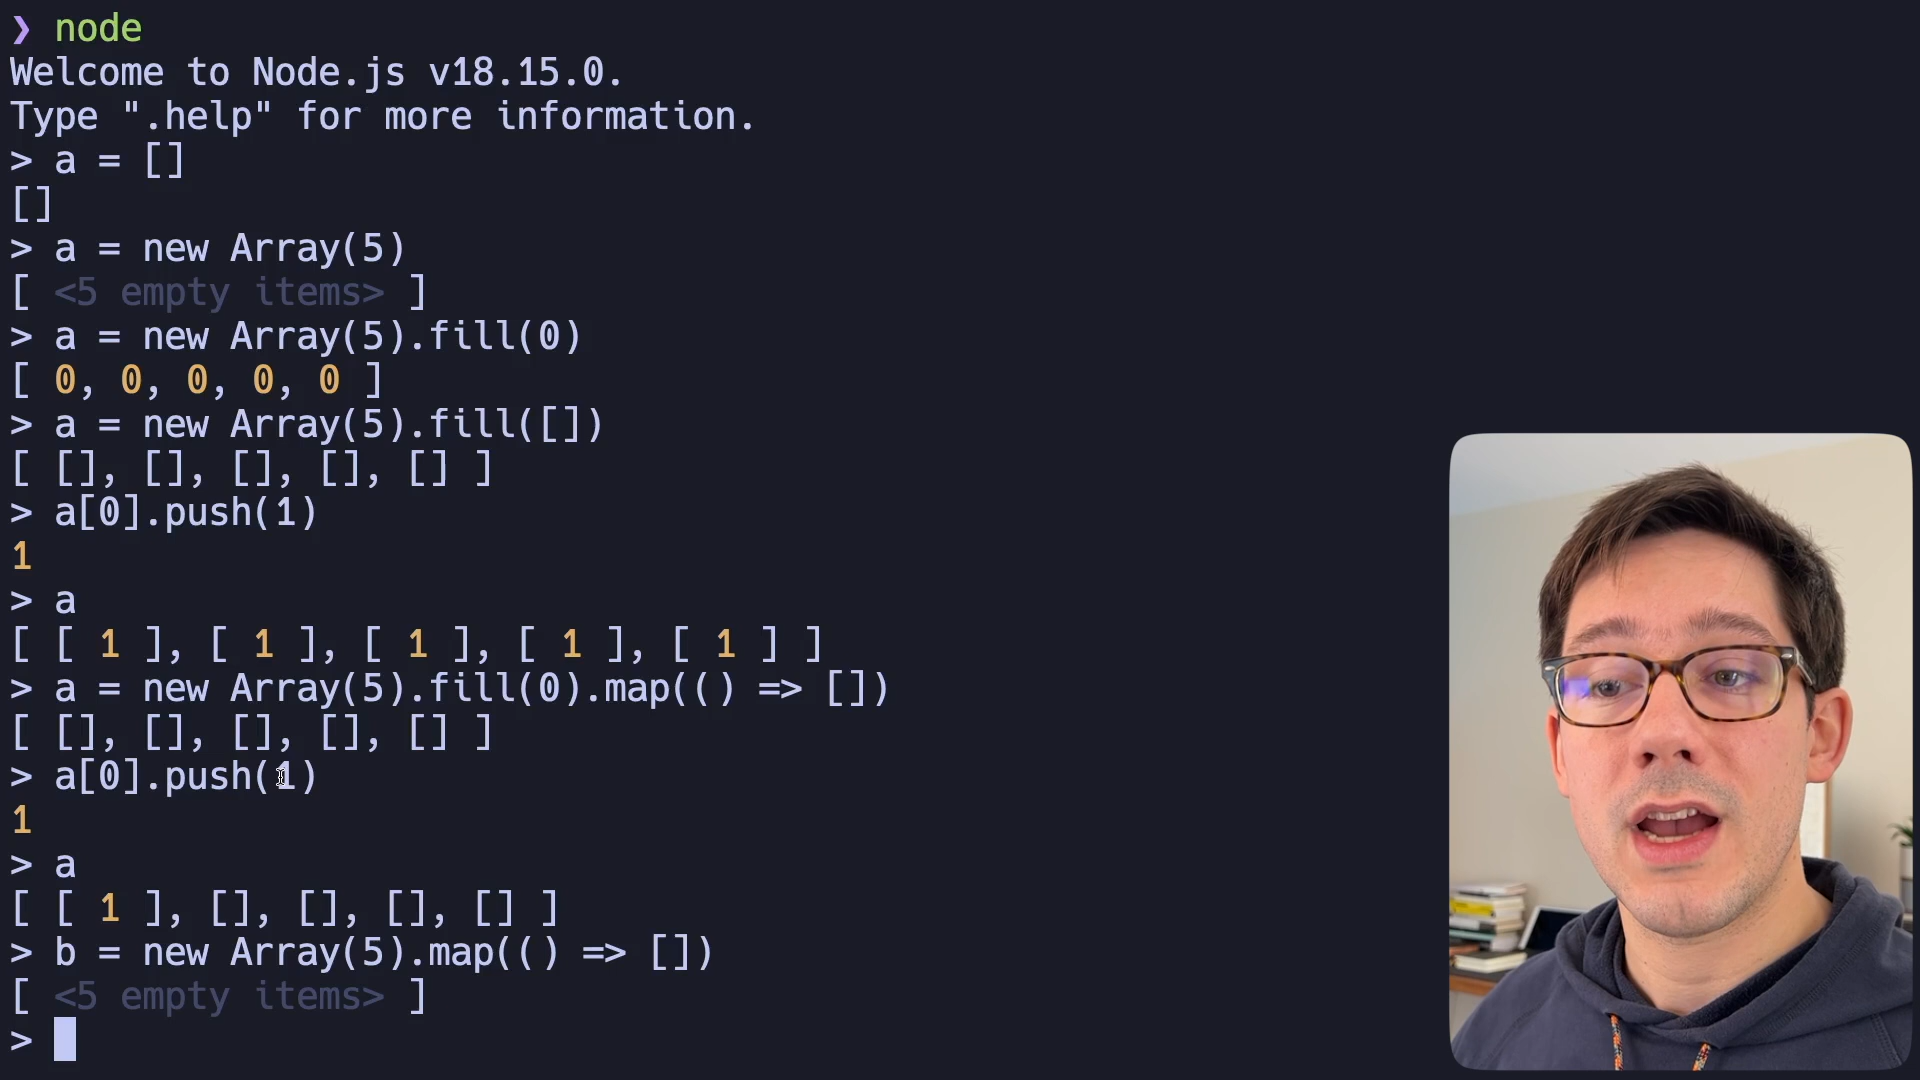 ❯ node
Welcome to Node.js v18.15.0.
Type ".help" for more information.
> a = []
[]
> a = new Array(5)
[ <5 empty items> ]
> a = new Array(5).fill(0)
[ 0, 0, 0, 0, 0 ]
> a = new Array(5).fill([])
[ [], [], [], [], [] ]
> a[0].push(1)
1
> a
[ [ 1 ], [ 1 ], [ 1 ], [ 1 ], [ 1 ] ]
> a = new Array(5).fill(0).map(() => [])
[ [], [], [], [], [] ]
> a[0].push(1)
1
> a
[ [ 1 ], [], [], [], [] ]
> b = new Array(5).map(() => [])
[ <5 empty items> ]
>